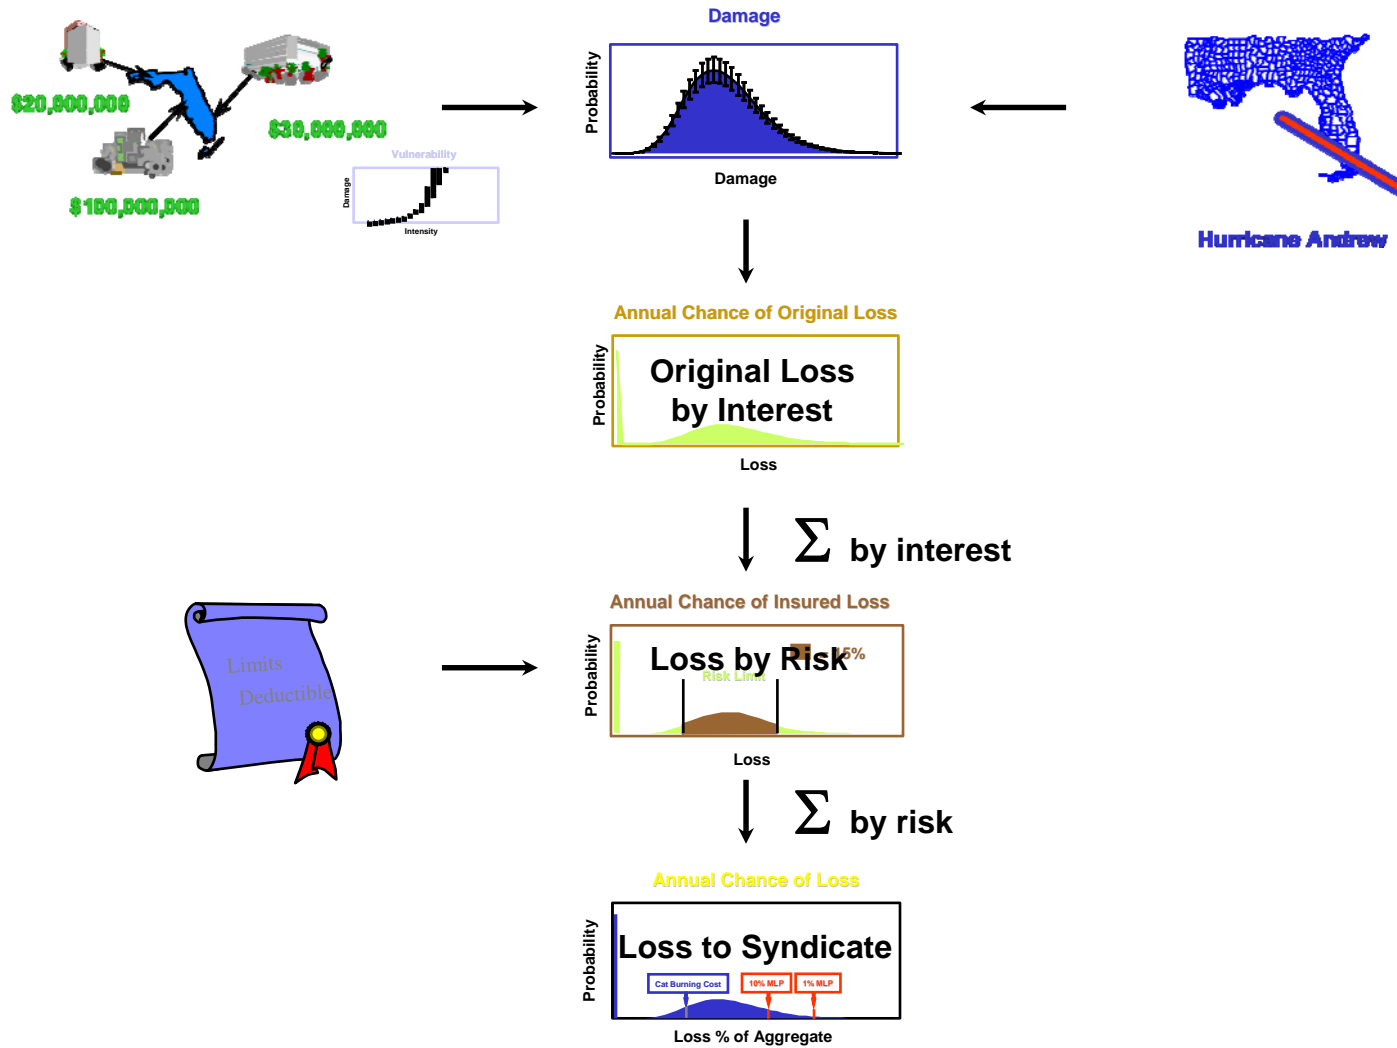 Damage
Probability
Damage
$20,000,000
$30,000,000
$100,000,000
Vulnerability
Damage
Intensity
Hurricane Andrew
Annual Chance of Original Loss
Probability
Original Loss
by Interest
Loss
Σ by interest
Annual Chance of Insured Loss
Limits
Deductible
Probability
Loss by Risk
15%
Risk Limit
Loss
Σ by risk
Annual Chance of Loss
Probability
Loss to Syndicate
Cat Burning Cost
10% MLP
1% MLP
Loss % of Aggregate